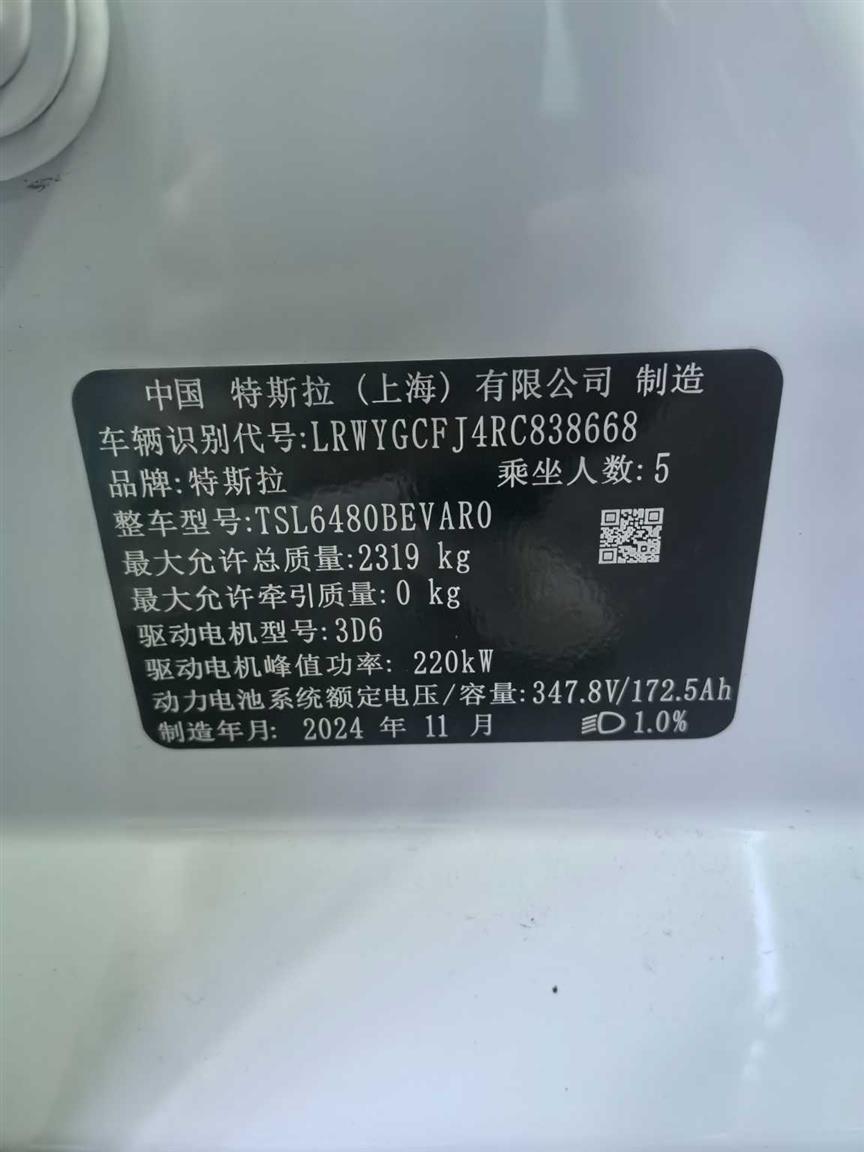 中国 特斯拉 (上海) 有限公司 制造
车辆识别代号:LRWYGCFJ4RC838668
品牌:特斯拉 乘坐人数:5
整车型号:TSL6480BEVAR0
最大允许总质量:2319 kg
最大允许牵引质量:0 kg
驱动电机型号:3D6
驱动电机峰值功率: 220kW
动力电池系统额定电压/容量:347.8V/172.5Ah
制造年月: 2024 年 11 月 1.0%